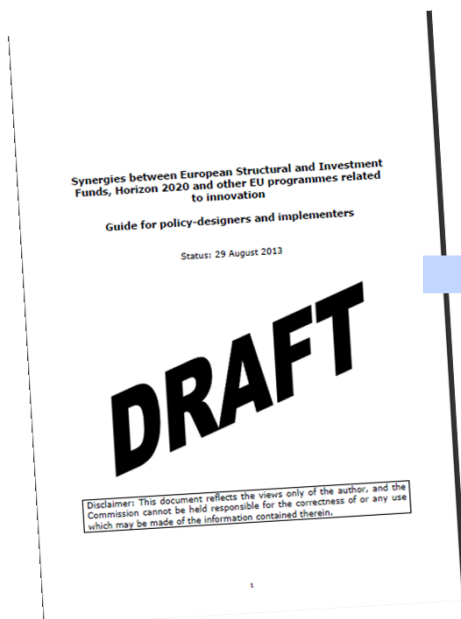 Synergies between European Structural and Investment
Funds, Horizon 2020 and other EU programmes related
to innovation
Guide for policy-designers and implementers
Status: 29 August 2013
DRAFT
Disclaimer: This document reflects the views only of the author, and the
Commission cannot be held responsible for the correctness of or any use
which may be made of the information contained therein.
1